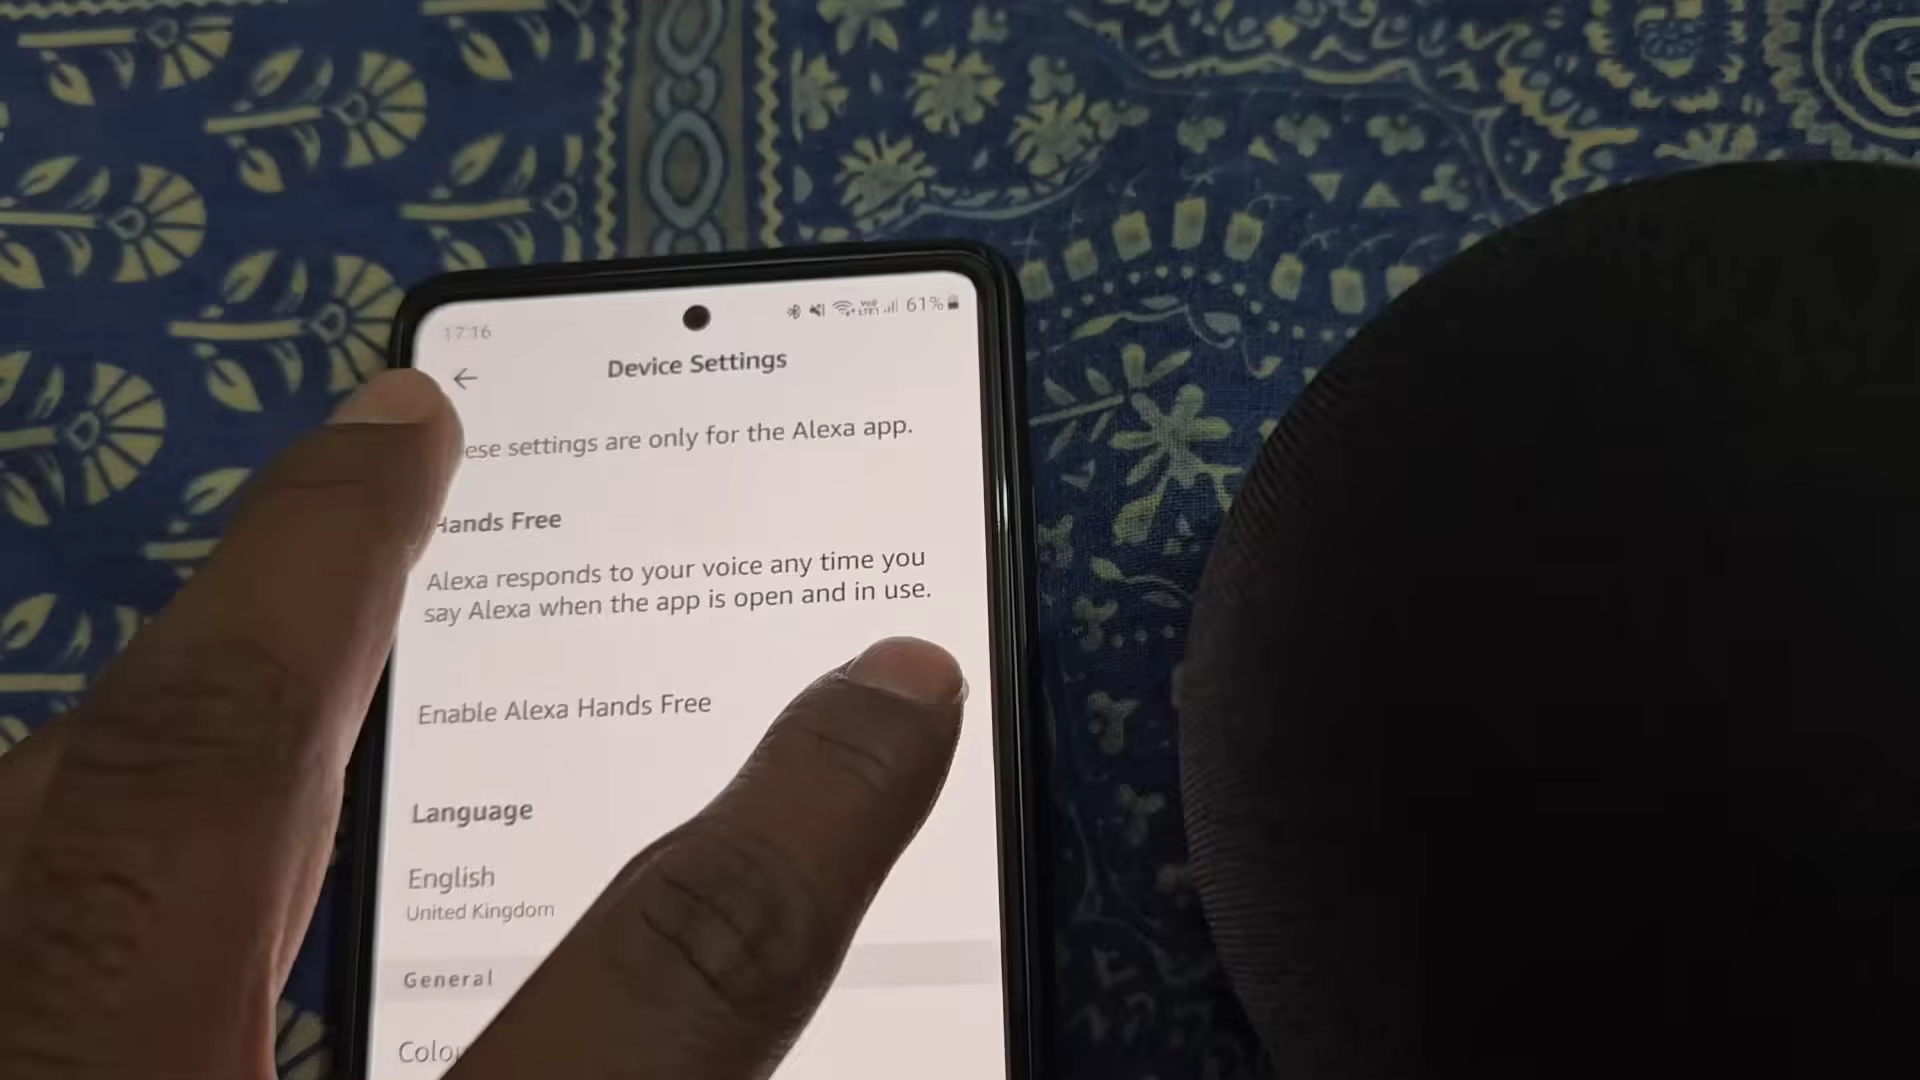 17:16
61%
Device Settings
ese settings are only for the Alexa app.
Hands Free
Alexa responds to your voice any time you
say Alexa when the app is open and in use.
Enable Alexa Hands Free
Language
English
United Kingdom
General
Colo